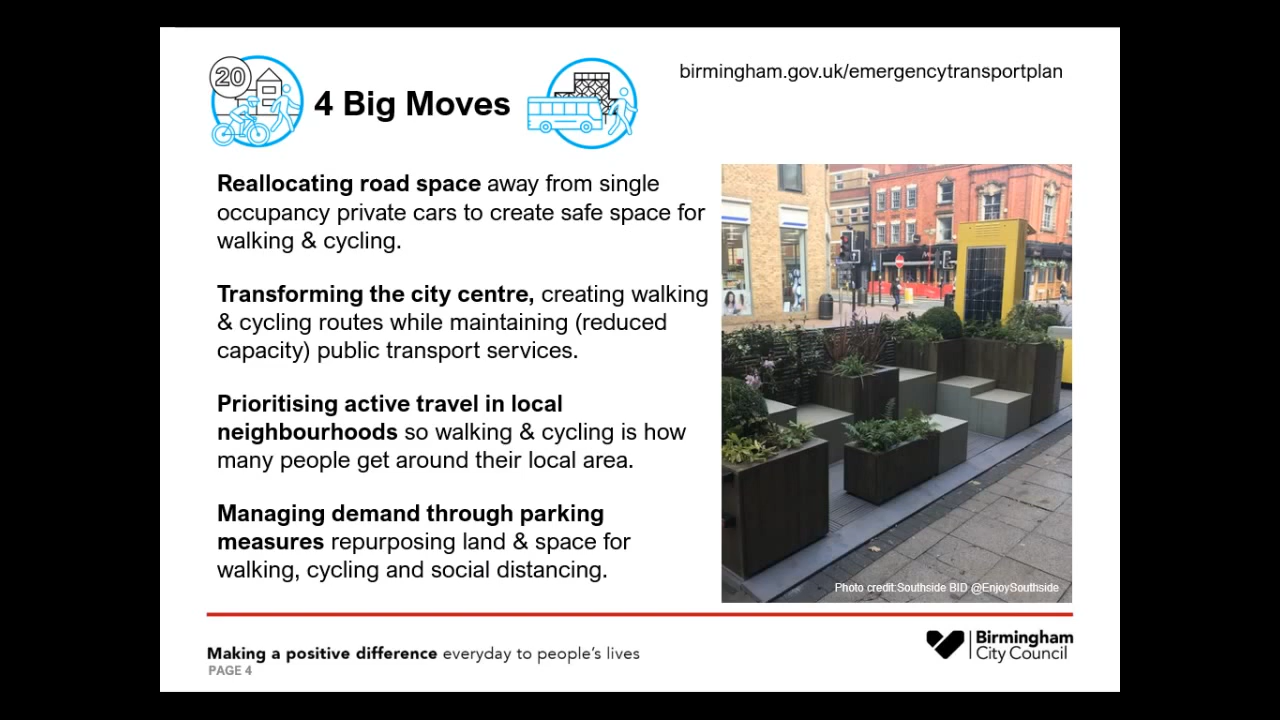 20
4 Big Moves
birmingham.gov.uk/emergencytransportplan
Reallocating road space away from single
occupancy private cars to create safe space for
walking & cycling.
Transforming the city centre, creating walking
& cycling routes while maintaining (reduced
capacity) public transport services.
Prioritising active travel in local
neighbourhoods so walking & cycling is how
many people get around their local area.
Managing demand through parking
measures repurposing land & space for
walking, cycling and social distancing.
Photo credit:Southside BID @EnjoySouthside
Making a positive difference everyday to people's lives
PAGE 4
Birmingham
City Council